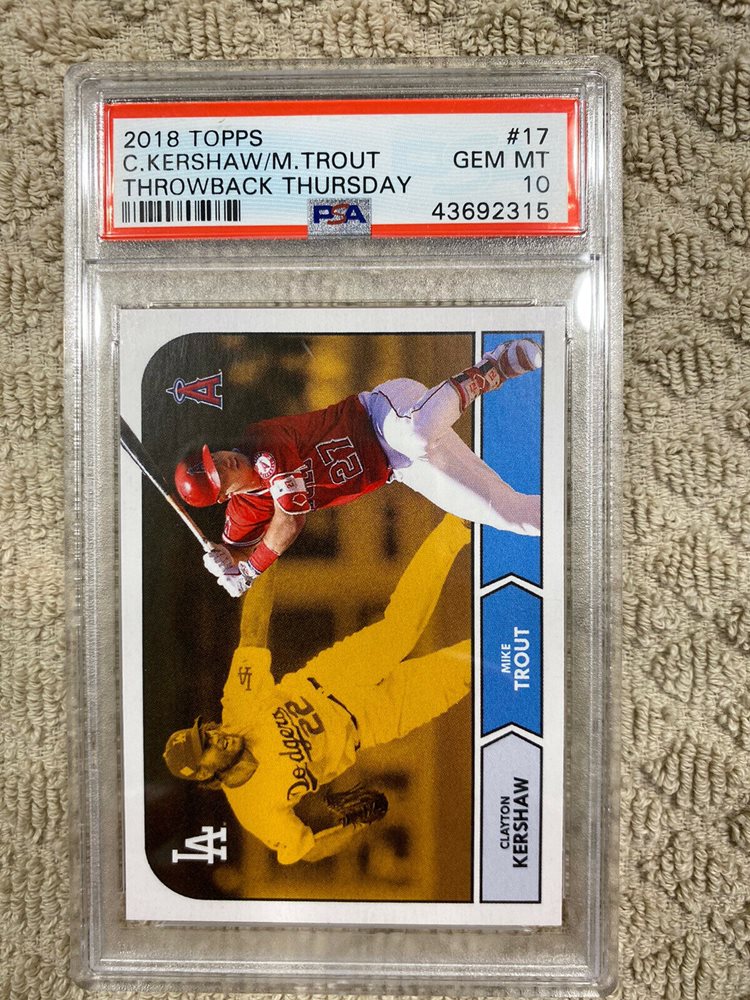 2018 TOPPS #17
C.KERSHAW/M.TROUT GEM MT
THROWBACK THURSDAY 10
PSA 43692315
A
27
MIKE
TROUT
LA
Dodgers
22
LA
CLAYTON
KERSHAW